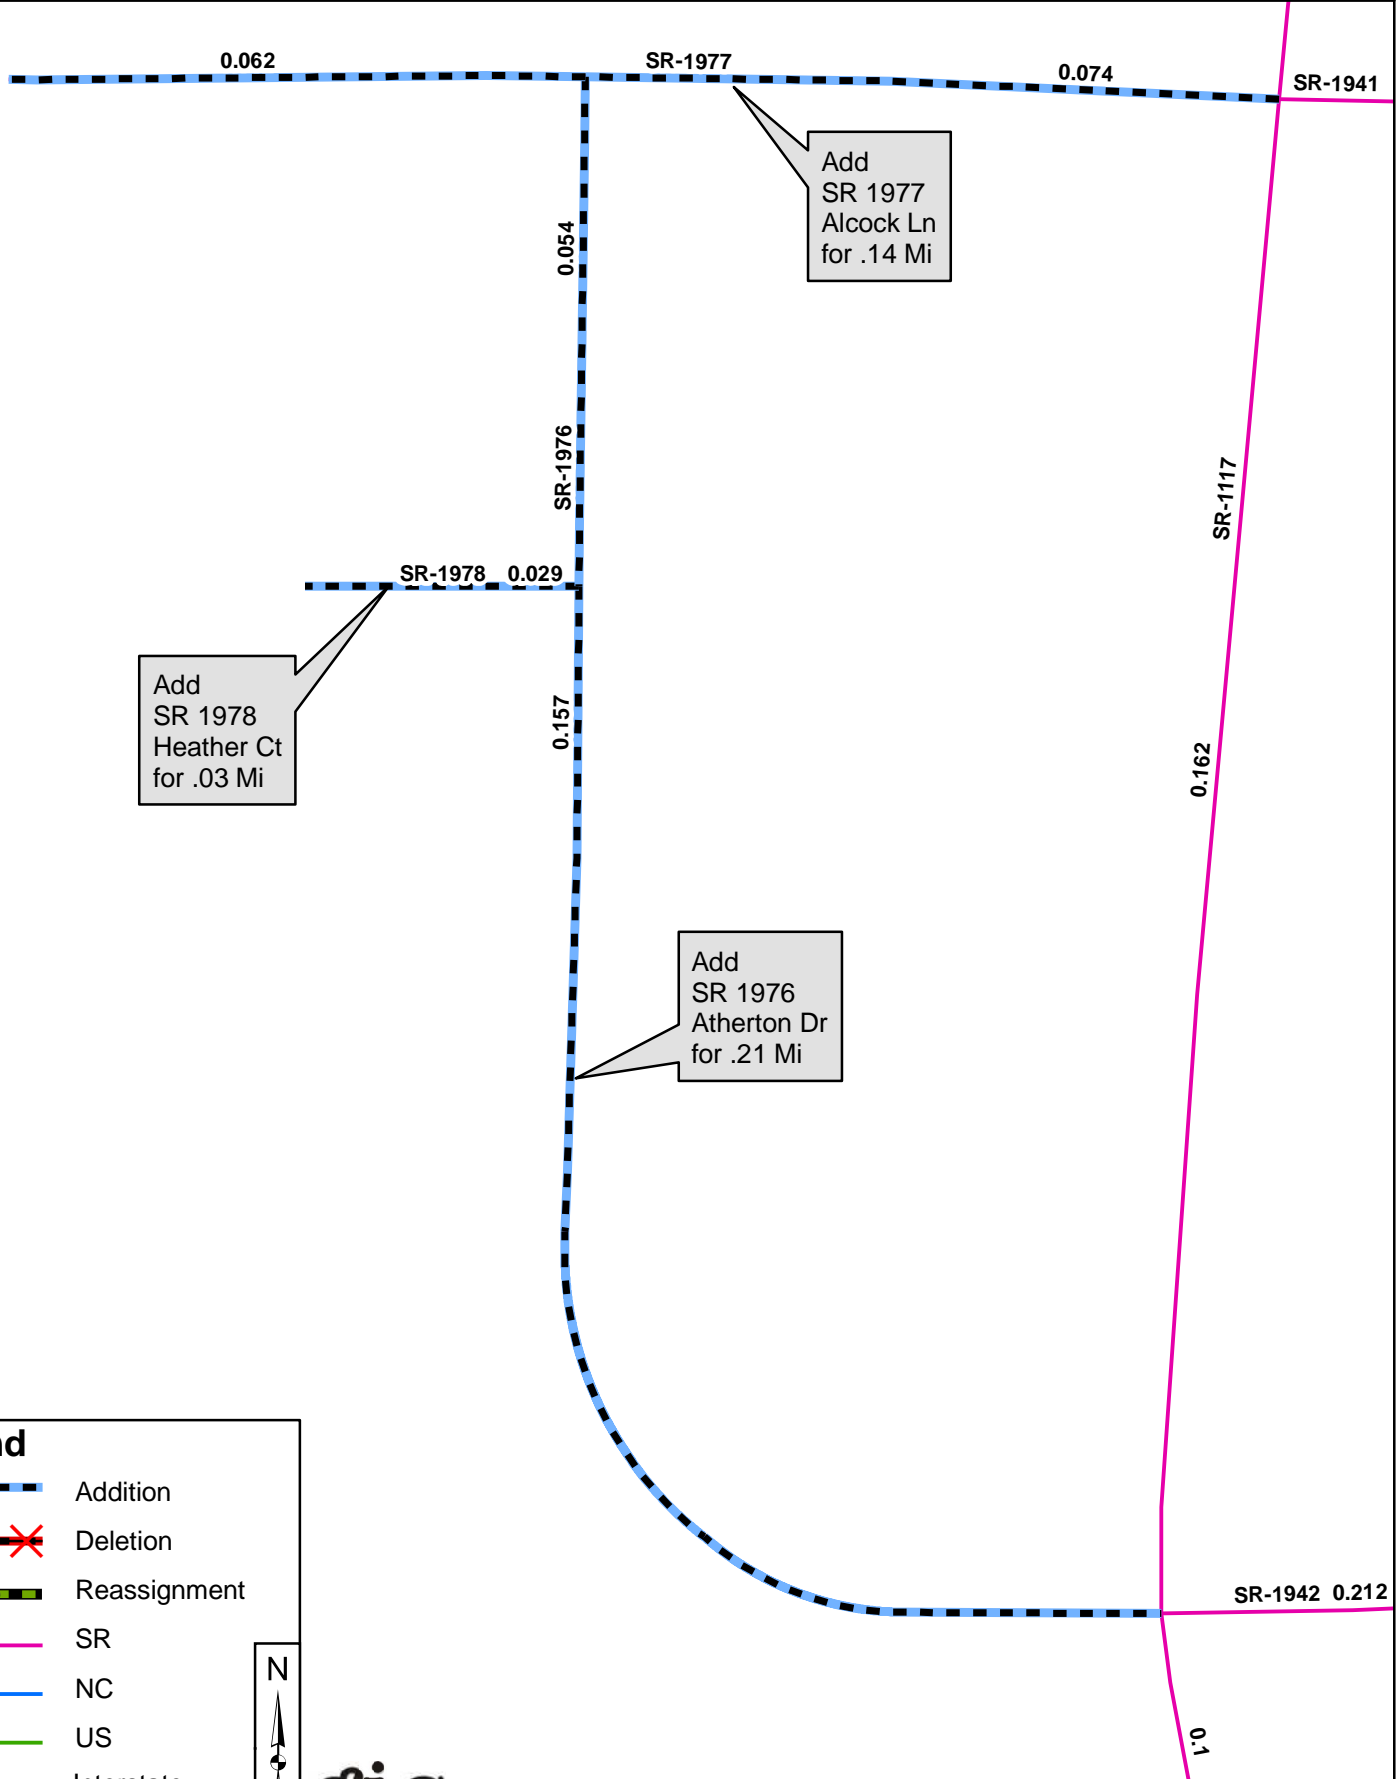 0.062
SR-1977
0.074
SR-1941
Add
SR 1977
Alcock Ln
for .14 Mi
0.054
SR-1976
SR-1117
SR-1978 0.029
Add
SR 1978
Heather Ct
for .03 Mi
0.157
0.162
Add
SR 1976
Atherton Dr
for .21 Mi
nd
Addition
Deletion
Reassignment
SR
NC
US
Interstate
N
SR-1942 0.212
0.1